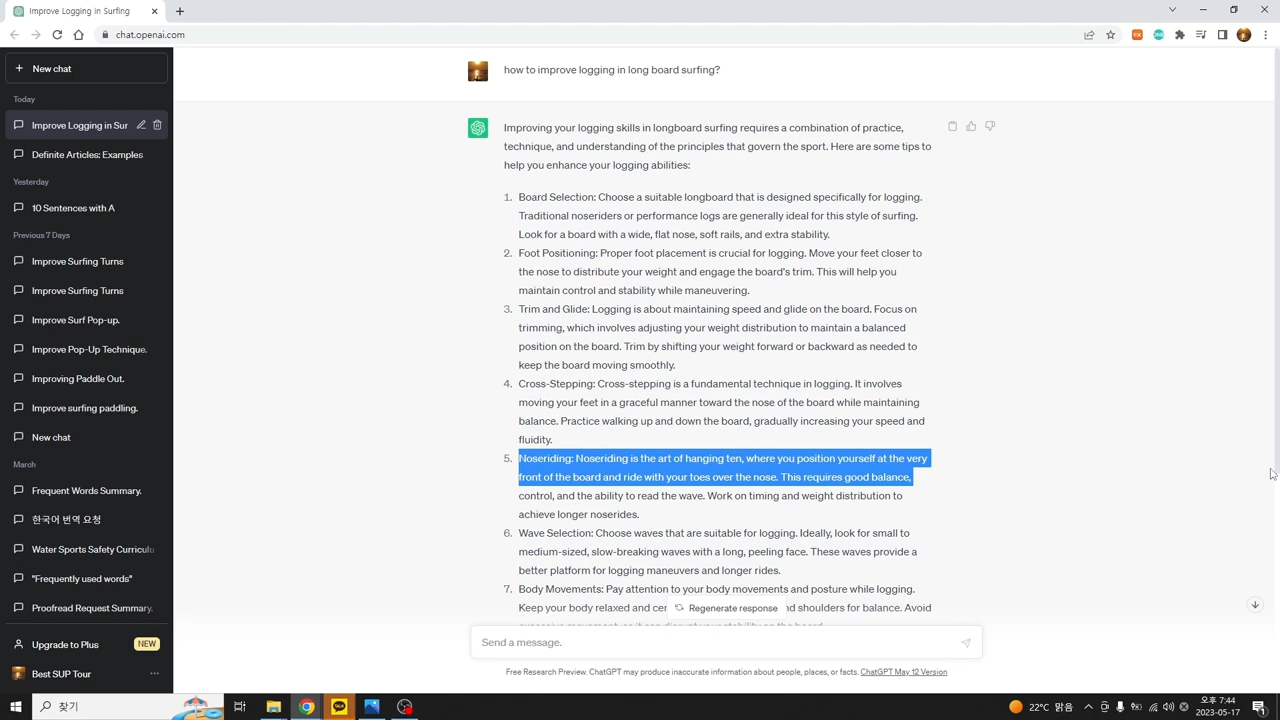 Improve Logging in Surfing
chat.openai.com
New chat
Today
Improve Logging in Sur
Definite Articles: Examples
Yesterday
10 Sentences with A
Previous 7 Days
Improve Surfing Turns
Improve Surfing Turns
Improve Surf Pop-up.
Improve Pop-Up Technique.
Improving Paddle Out.
Improve surfing paddling.
New chat
March
Frequent Words Summary.
한국어 번역 요청
Water Sports Safety Curriculu
"Frequently used words"
Proofread Request Summary.
Upgrade to Plus NEW
Best SUP Tour
how to improve logging in long board surfing?
Improving your logging skills in longboard surfing requires a combination of practice,
technique, and understanding of the principles that govern the sport. Here are some tips to
help you enhance your logging abilities:
1. Board Selection: Choose a suitable longboard that is designed specifically for logging.
Traditional noseriders or performance logs are generally ideal for this style of surfing.
Look for a board with a wide, flat nose, soft rails, and extra stability.
2. Foot Positioning: Proper foot placement is crucial for logging. Move your feet closer to
the nose to distribute your weight and engage the board's trim. This will help you
maintain control and stability while maneuvering.
3. Trim and Glide: Logging is about maintaining speed and glide on the board. Focus on
trimming, which involves adjusting your weight distribution to maintain a balanced
position on the board. Trim by shifting your weight forward or backward as needed to
keep the board moving smoothly.
4. Cross-Stepping: Cross-stepping is a fundamental technique in logging. It involves
moving your feet in a graceful manner toward the nose of the board while maintaining
balance. Practice walking up and down the board, gradually increasing your speed and
fluidity.
5. Noseriding: Noseriding is the art of hanging ten, where you position yourself at the very
front of the board and ride with your toes over the nose. This requires good balance,
control, and the ability to read the wave. Work on timing and weight distribution to
achieve longer noserides.
6. Wave Selection: Choose waves that are suitable for logging. Ideally, look for small to
medium-sized, slow-breaking waves with a long, peeling face. These waves provide a
better platform for logging maneuvers and longer rides.
7. Body Movements: Pay attention to your body movements and posture while logging.
Keep your body relaxed and cen
Regenerate response
nd shoulders for balance. Avoid
Send a message.
Free Research Preview. ChatGPT may produce inaccurate information about people, places, or facts. ChatGPT May 12 Version
찾기
22°C 맑음
오후 7:44
2023-05-17